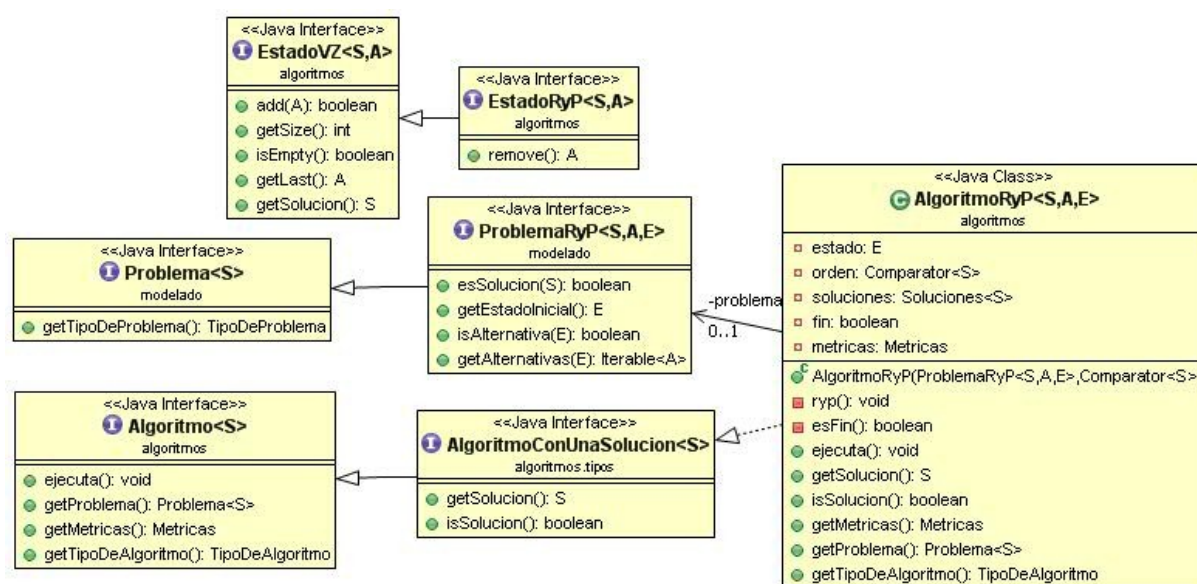 <<Java Interface>>
EstadoVZ<S,A>
algoritmos
add(A): boolean
getSize(): int
isEmpty(): boolean
getLast(): A
getSolucion(): S
<<Java Interface>>
EstadoRyP<S,A>
algoritmos
remove(): A
<<Java Interface>>
Problema<S>
modelado
getTipoDeProblema(): TipoDeProblema
<<Java Interface>>
ProblemaRyP<S,A,E>
modelado
esSolucion(S): boolean
getEstadoInicial(): E
isAlternativa(E): boolean
getAlternativas(E): Iterable<A>
-problema
0..1
<<Java Class>>
AlgoritmoRyP<S,A,E>
algoritmos
estado: E
orden: Comparator<S>
soluciones: Soluciones<S>
fin: boolean
metricas: Metricas
AlgoritmoRyP(ProblemaRyP<S,A,E>,Comparator<S>
ryp(): void
esFin(): boolean
ejecuta(): void
getSolucion(): S
isSolucion(): boolean
getMetricas(): Metricas
getProblema(): Problema<S>
getTipoDeAlgoritmo(): TipoDeAlgoritmo
<<Java Interface>>
Algoritmo<S>
algoritmos
ejecuta(): void
getProblema(): Problema<S>
getMetricas(): Metricas
getTipoDeAlgoritmo(): TipoDeAlgoritmo
<<Java Interface>>
AlgoritmoConUnaSolucion<S>
algoritmos.tipos
getSolucion(): S
isSolucion(): boolean